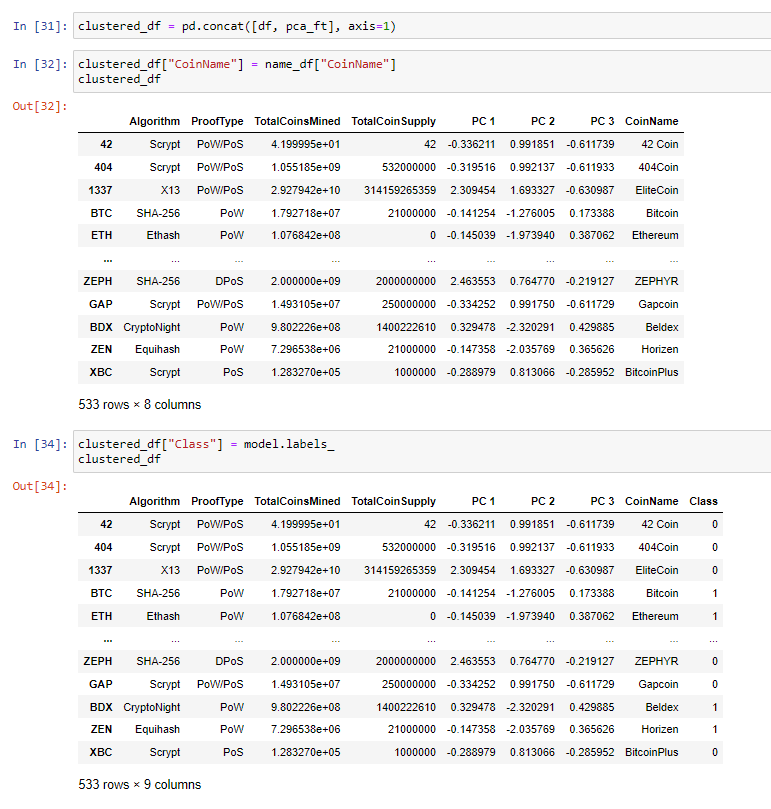 In [31]: clustered_df = pd.concat([df, pca_ft], axis=1)
In [32]: clustered_df["CoinName"] = name_df["CoinName"]
clustered_df
Out[32]:
Algorithm ProofType TotalCoinsMined TotalCoinSupply PC 1 PC 2 PC 3 CoinName
42 Scrypt PoW/PoS 4.199995e+01 42 -0.336211 0.991851 -0.611739 42 Coin
404 Scrypt PoW/PoS 1.055185e+09 532000000 -0.319516 0.992137 -0.611933 404Coin
1337 X13 PoW/PoS 2.927942e+10 314159265359 2.309454 1.693327 -0.630987 EliteCoin
BTC SHA-256 PoW 1.792718e+07 21000000 -0.141254 -1.276005 0.173388 Bitcoin
ETH Ethash PoW 1.076842e+08 0 -0.145039 -1.973940 0.387062 Ethereum
... ... ... ... ... ... ... ... ...
ZEPH SHA-256 DPoS 2.000000e+09 2000000000 2.463553 0.764770 -0.219127 ZEPHYR
GAP Scrypt PoW/PoS 1.493105e+07 250000000 -0.334252 0.991750 -0.611729 Gapcoin
BDX CryptoNight PoW 9.802226e+08 1400222610 0.329478 -2.320291 0.429885 Beldex
ZEN Equihash PoW 7.296538e+06 21000000 -0.147358 -2.035769 0.365626 Horizen
XBC Scrypt PoS 1.283270e+05 1000000 -0.288979 0.813066 -0.285952 BitcoinPlus
533 rows × 8 columns
In [34]: clustered_df["Class"] = model.labels_
clustered_df
Out[34]:
Algorithm ProofType TotalCoinsMined TotalCoinSupply PC 1 PC 2 PC 3 CoinName Class
42 Scrypt PoW/PoS 4.199995e+01 42 -0.336211 0.991851 -0.611739 42 Coin 0
404 Scrypt PoW/PoS 1.055185e+09 532000000 -0.319516 0.992137 -0.611933 404Coin 0
1337 X13 PoW/PoS 2.927942e+10 314159265359 2.309454 1.693327 -0.630987 EliteCoin 0
BTC SHA-256 PoW 1.792718e+07 21000000 -0.141254 -1.276005 0.173388 Bitcoin 1
ETH Ethash PoW 1.076842e+08 0 -0.145039 -1.973940 0.387062 Ethereum 1
... ... ... ... ... ... ... ... ... ...
ZEPH SHA-256 DPoS 2.000000e+09 2000000000 2.463553 0.764770 -0.219127 ZEPHYR 0
GAP Scrypt PoW/PoS 1.493105e+07 250000000 -0.334252 0.991750 -0.611729 Gapcoin 0
BDX CryptoNight PoW 9.802226e+08 1400222610 0.329478 -2.320291 0.429885 Beldex 1
ZEN Equihash PoW 7.296538e+06 21000000 -0.147358 -2.035769 0.365626 Horizen 1
XBC Scrypt PoS 1.283270e+05 1000000 -0.288979 0.813066 -0.285952 BitcoinPlus 0
533 rows × 9 columns